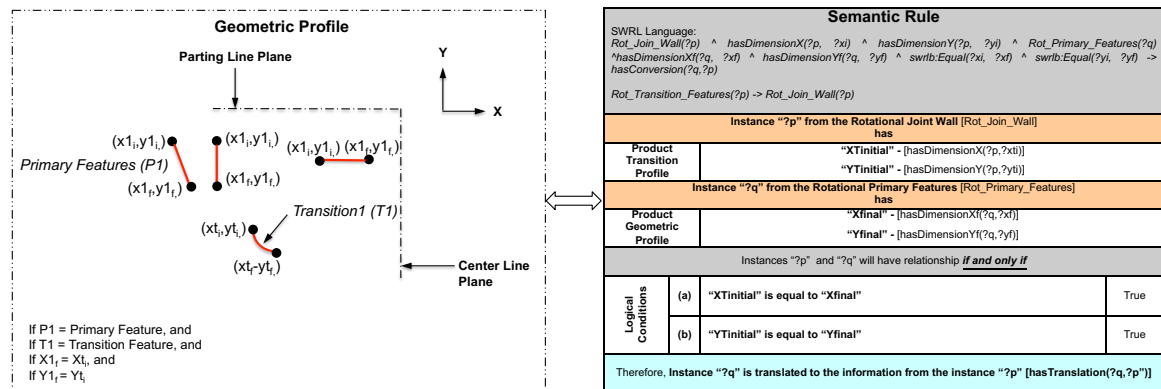 Geometric Profile
Parting Line Plane
Y
X
(x1i,y1i,)
(x1i,y1i,)
(x1i,y1i,) (x1f,y1f,)
Primary Features (P1)
(x1f,y1f,)
(x1f,y1f,)
Transition1 (T1)
(xti,yti,)
(xtf-ytf,)
Center Line
Plane
If P1 = Primary Feature, and
If T1 = Transition Feature, and
If X1f = Xti, and
If Y1f = Yti
Semantic Rule
SWRL Language:
Rot_Join_Wall(?p) ^ hasDimensionX(?p, ?xi) ^ hasDimensionY(?p, ?yi) ^ Rot_Primary_Features(?q)
^hasDimensionXf(?q, ?xf) ^ hasDimensionYf(?q, ?yf) ^ swrlb:Equal(?xi, ?xf) ^ swrlb:Equal(?yi, ?yf) ->
hasConversion(?q,?p)
Rot_Transition_Features(?p) -> Rot_Join_Wall(?p)
Instance "?p" from the Rotational Joint Wall [Rot_Join_Wall]
has
Product
Transition
Profile
"XTinitial" - [hasDimensionX(?p,?xti)]
"YTinitial" - [hasDimensionY(?p,?yti)]
Instance "?q" from the Rotational Primary Features [Rot_Primary_Features]
has
Product
Geometric
Profile
"Xfinal" - [hasDimensionXf(?q,?xf)]
"Yfinal" - [hasDimensionYf(?q,?yf)]
Instances "?p" and "?q" will have relationship if and only if
Logical
Conditions
(a) "XTinitial" is equal to "Xfinal" True
(b) "YTinitial" is equal to "Yfinal" True
Therefore, Instance "?q" is translated to the information from the instance "?p" [hasTranslation(?q,?p")]